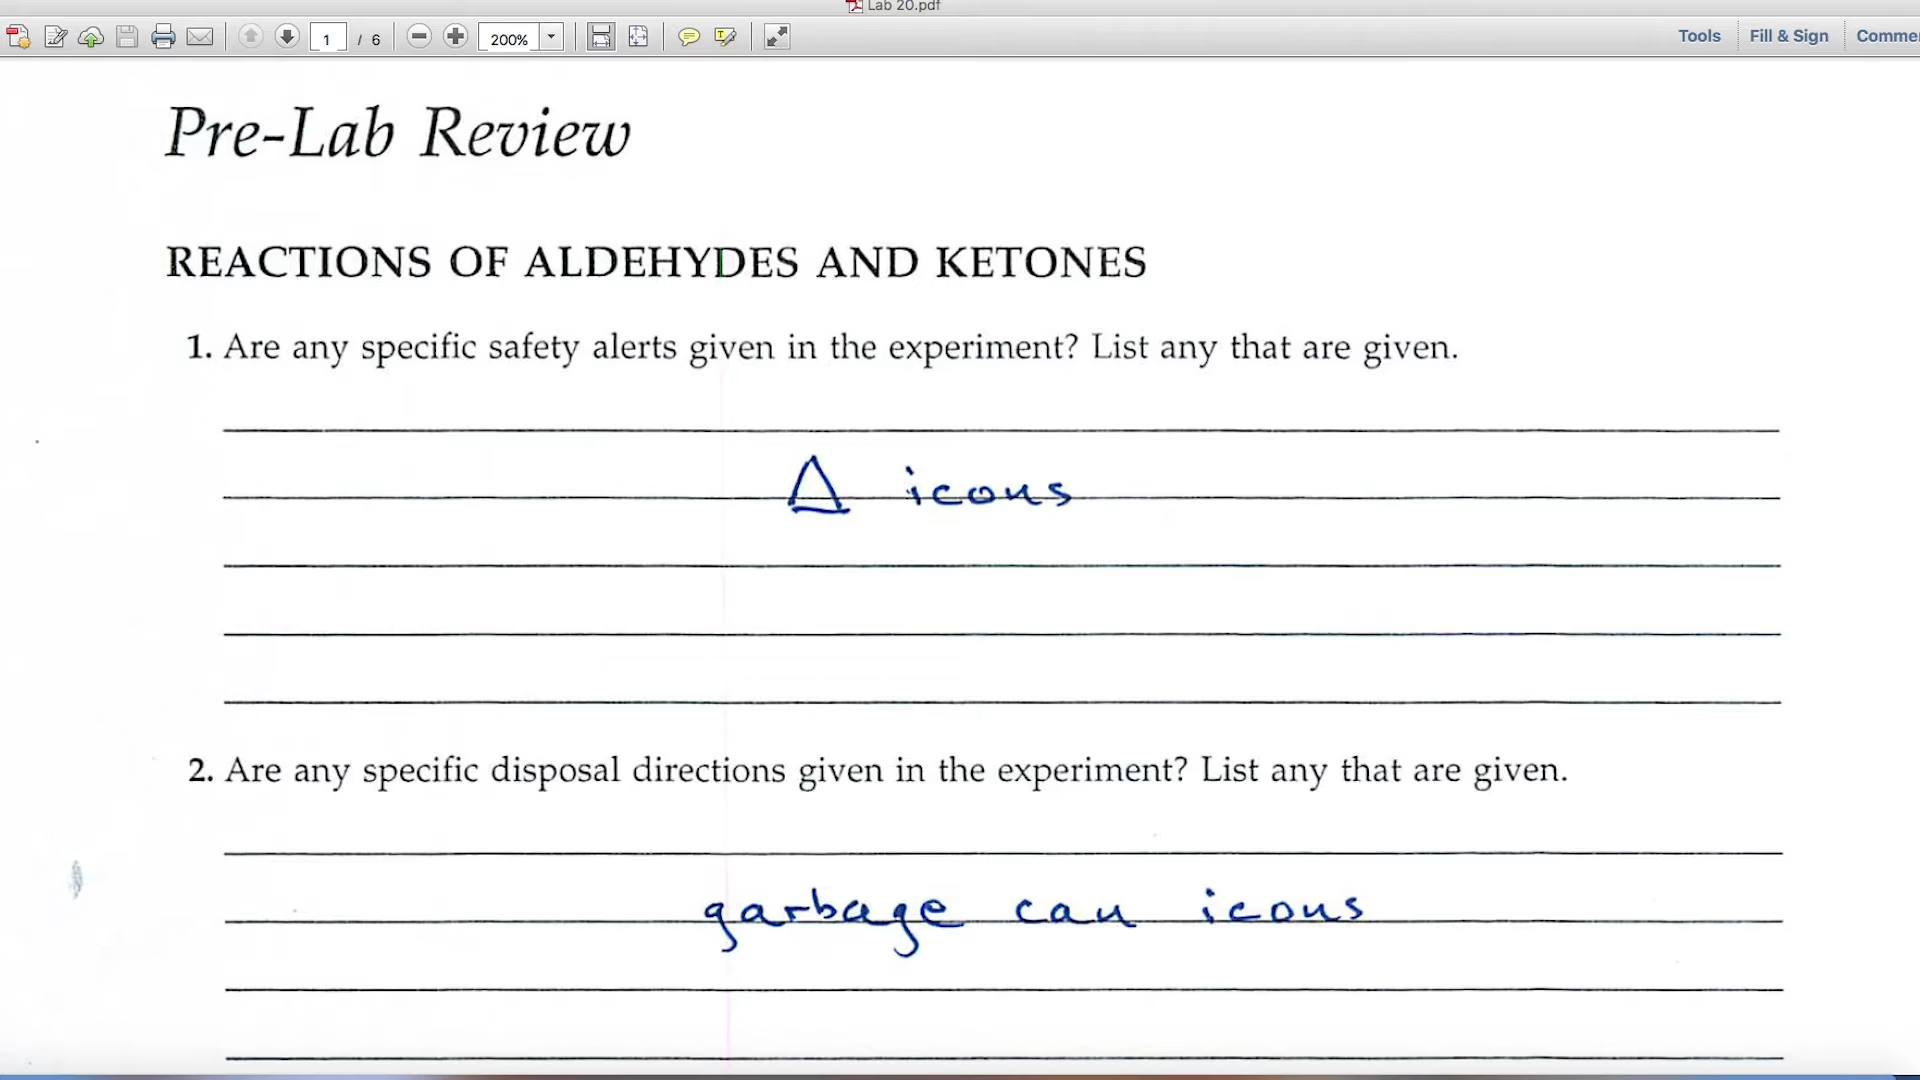 Lab 20.pdf
1 / 6 200% Tools Fill & Sign Comme
Pre-Lab Review
REACTIONS OF ALDEHYDES AND KETONES
1. Are any specific safety alerts given in the experiment? List any that are given.
Δ icons
2. Are any specific disposal directions given in the experiment? List any that are given.
garbage can icons